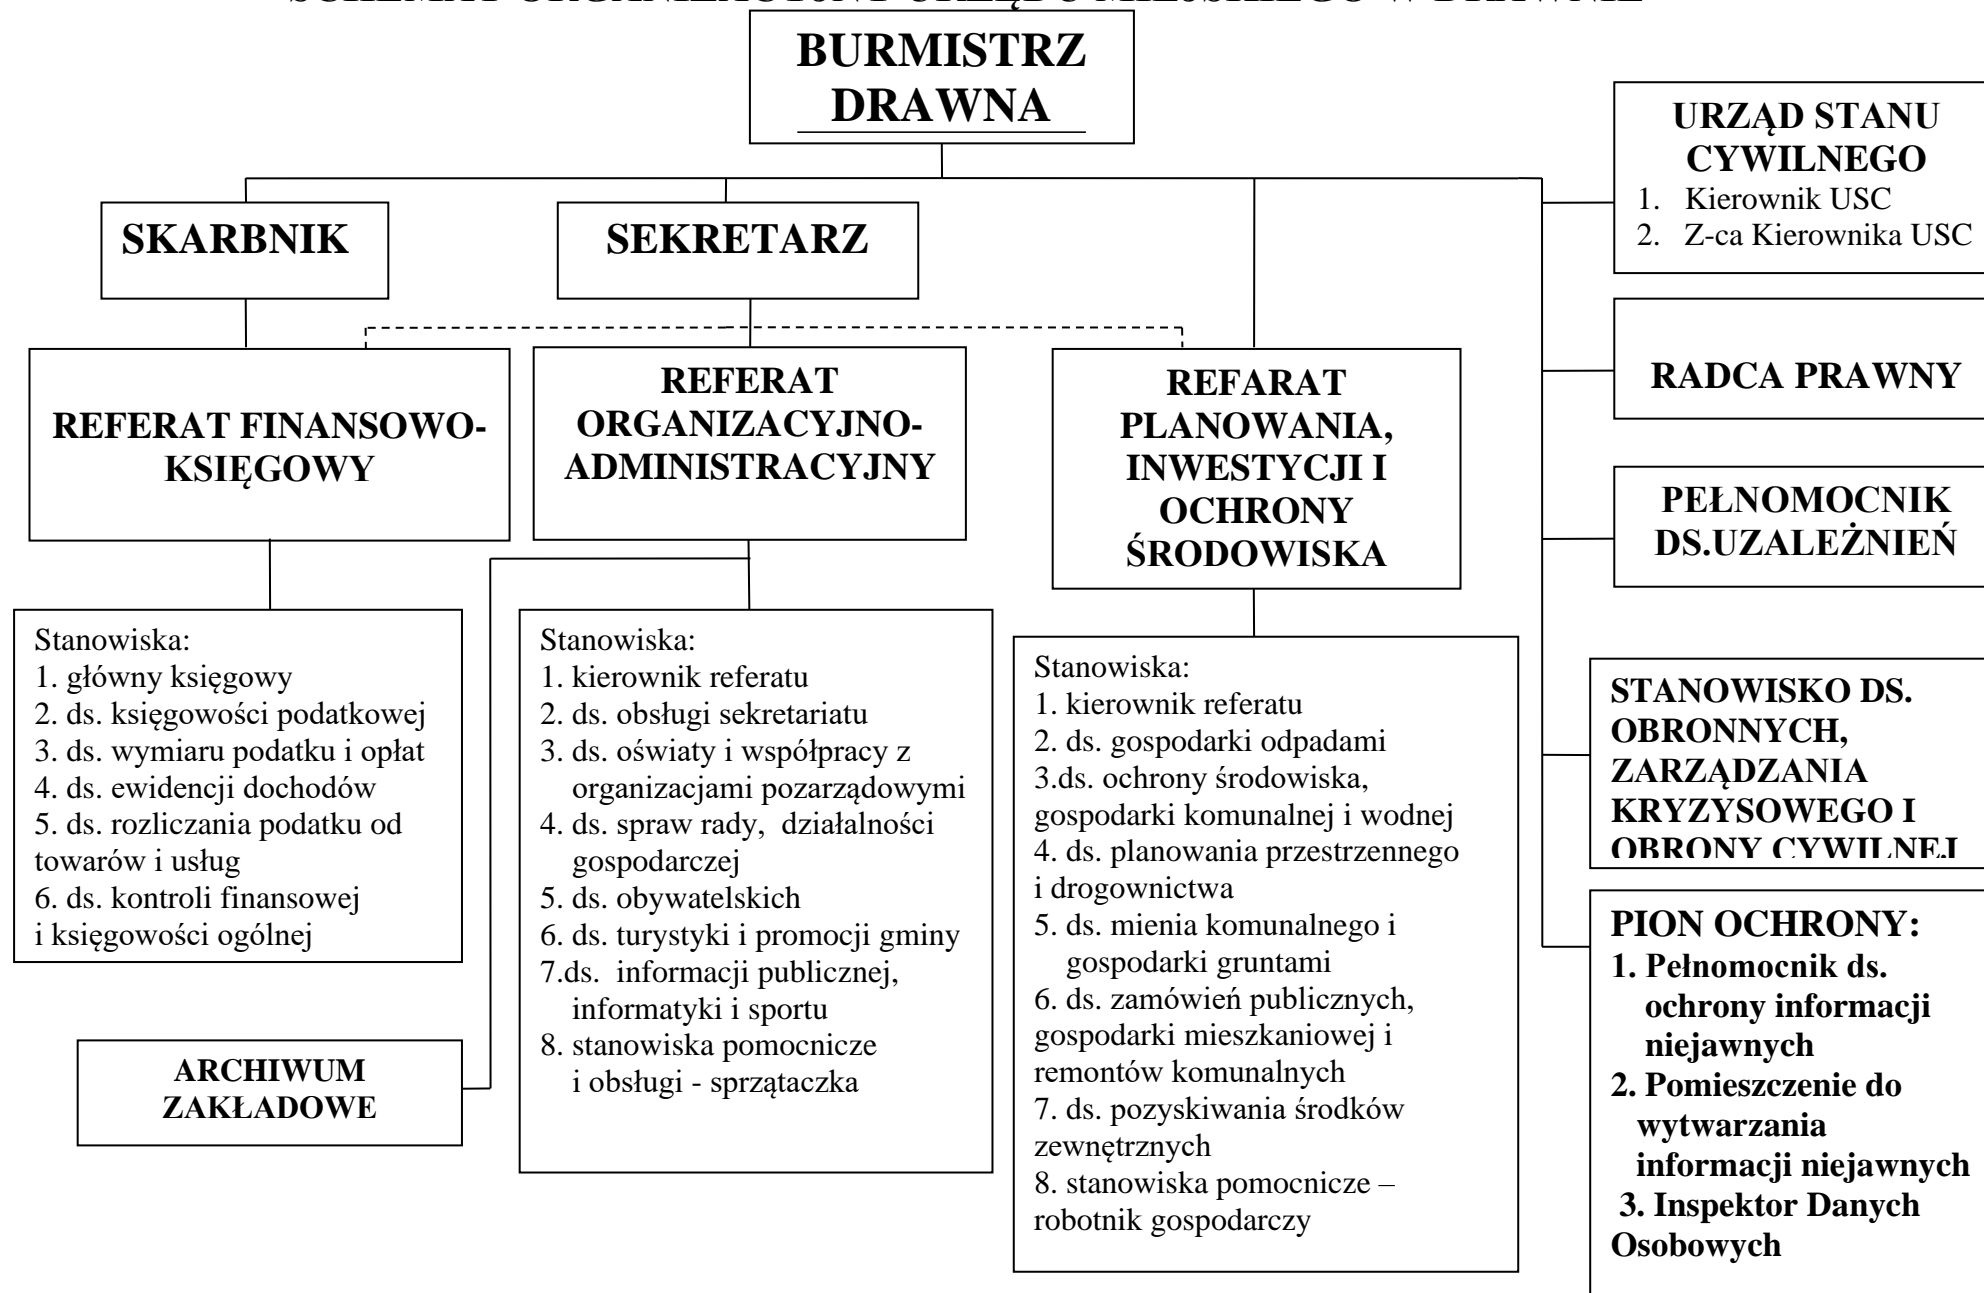 SCHEMAT ORGANIZACYJNY URZĘDU MIEJSKIEGO W DRAWNIE
BURMISTRZ
DRAWNA
URZĄD STANU
CYWILNEGO
1. Kierownik USC
2. Z-ca Kierownika USC
SKARBNIK
SEKRETARZ
RADCA PRAWNY
REFERAT FINANSOWO-
KSIĘGOWY
REFERAT
ORGANIZACYJNO-
ADMINISTRACYJNY
REFARAT
PLANOWANIA,
INWESTYCJI I
OCHRONY
ŚRODOWISKA
PEŁNOMOCNIK
DS.UZALEŻNIEŃ
Stanowiska:
1. główny księgowy
2. ds. księgowości podatkowej
3. ds. wymiaru podatku i opłat
4. ds. ewidencji dochodów
5. ds. rozliczania podatku od
towarów i usług
6. ds. kontroli finansowej
i księgowości ogólnej
Stanowiska:
1. kierownik referatu
2. ds. obsługi sekretariatu
3. ds. oświaty i współpracy z
organizacjami pozarządowymi
4. ds. spraw rady, działalności
gospodarczej
5. ds. obywatelskich
6. ds. turystyki i promocji gminy
7.ds. informacji publicznej,
informatyki i sportu
8. stanowiska pomocnicze
i obsługi - sprzątaczka
Stanowiska:
1. kierownik referatu
2. ds. gospodarki odpadami
3.ds. ochrony środowiska,
gospodarki komunalnej i wodnej
4. ds. planowania przestrzennego
i drogownictwa
5. ds. mienia komunalnego i
gospodarki gruntami
6. ds. zamówień publicznych,
gospodarki mieszkaniowej i
remontów komunalnych
7. ds. pozyskiwania środków
zewnętrznych
8. stanowiska pomocnicze –
robotnik gospodarczy
STANOWISKO DS.
OBRONNYCH,
ZARZĄDZANIA
KRYZYSOWEGO I
OBRONY CYWILNEJ
PION OCHRONY:
1. Pełnomocnik ds.
ochrony informacji
niejawnych
2. Pomieszczenie do
wytwarzania
informacji niejawnych
3. Inspektor Danych
Osobowych
ARCHIWUM
ZAKŁADOWE